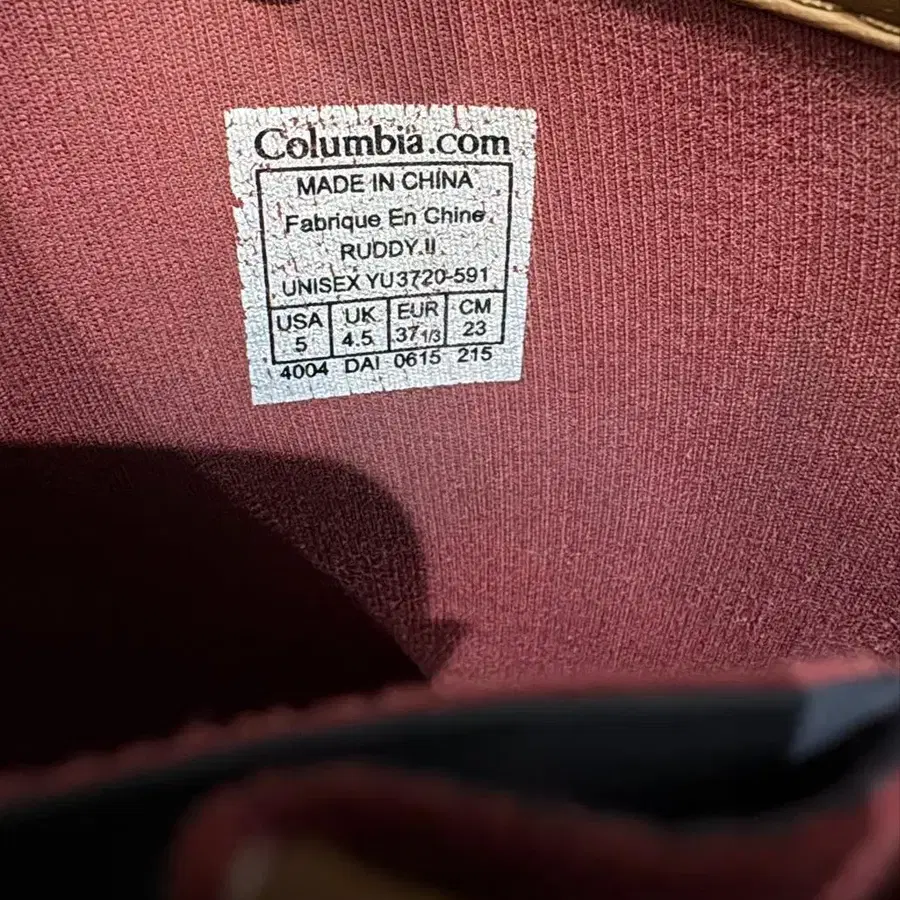 Columbia.com
MADE IN CHINA
Fabrique En Chine
RUDDY II
UNISEX YU3720-591
USA UK EUR CM
5 4.5 37 1/3 23
4004 DAI 0615 215